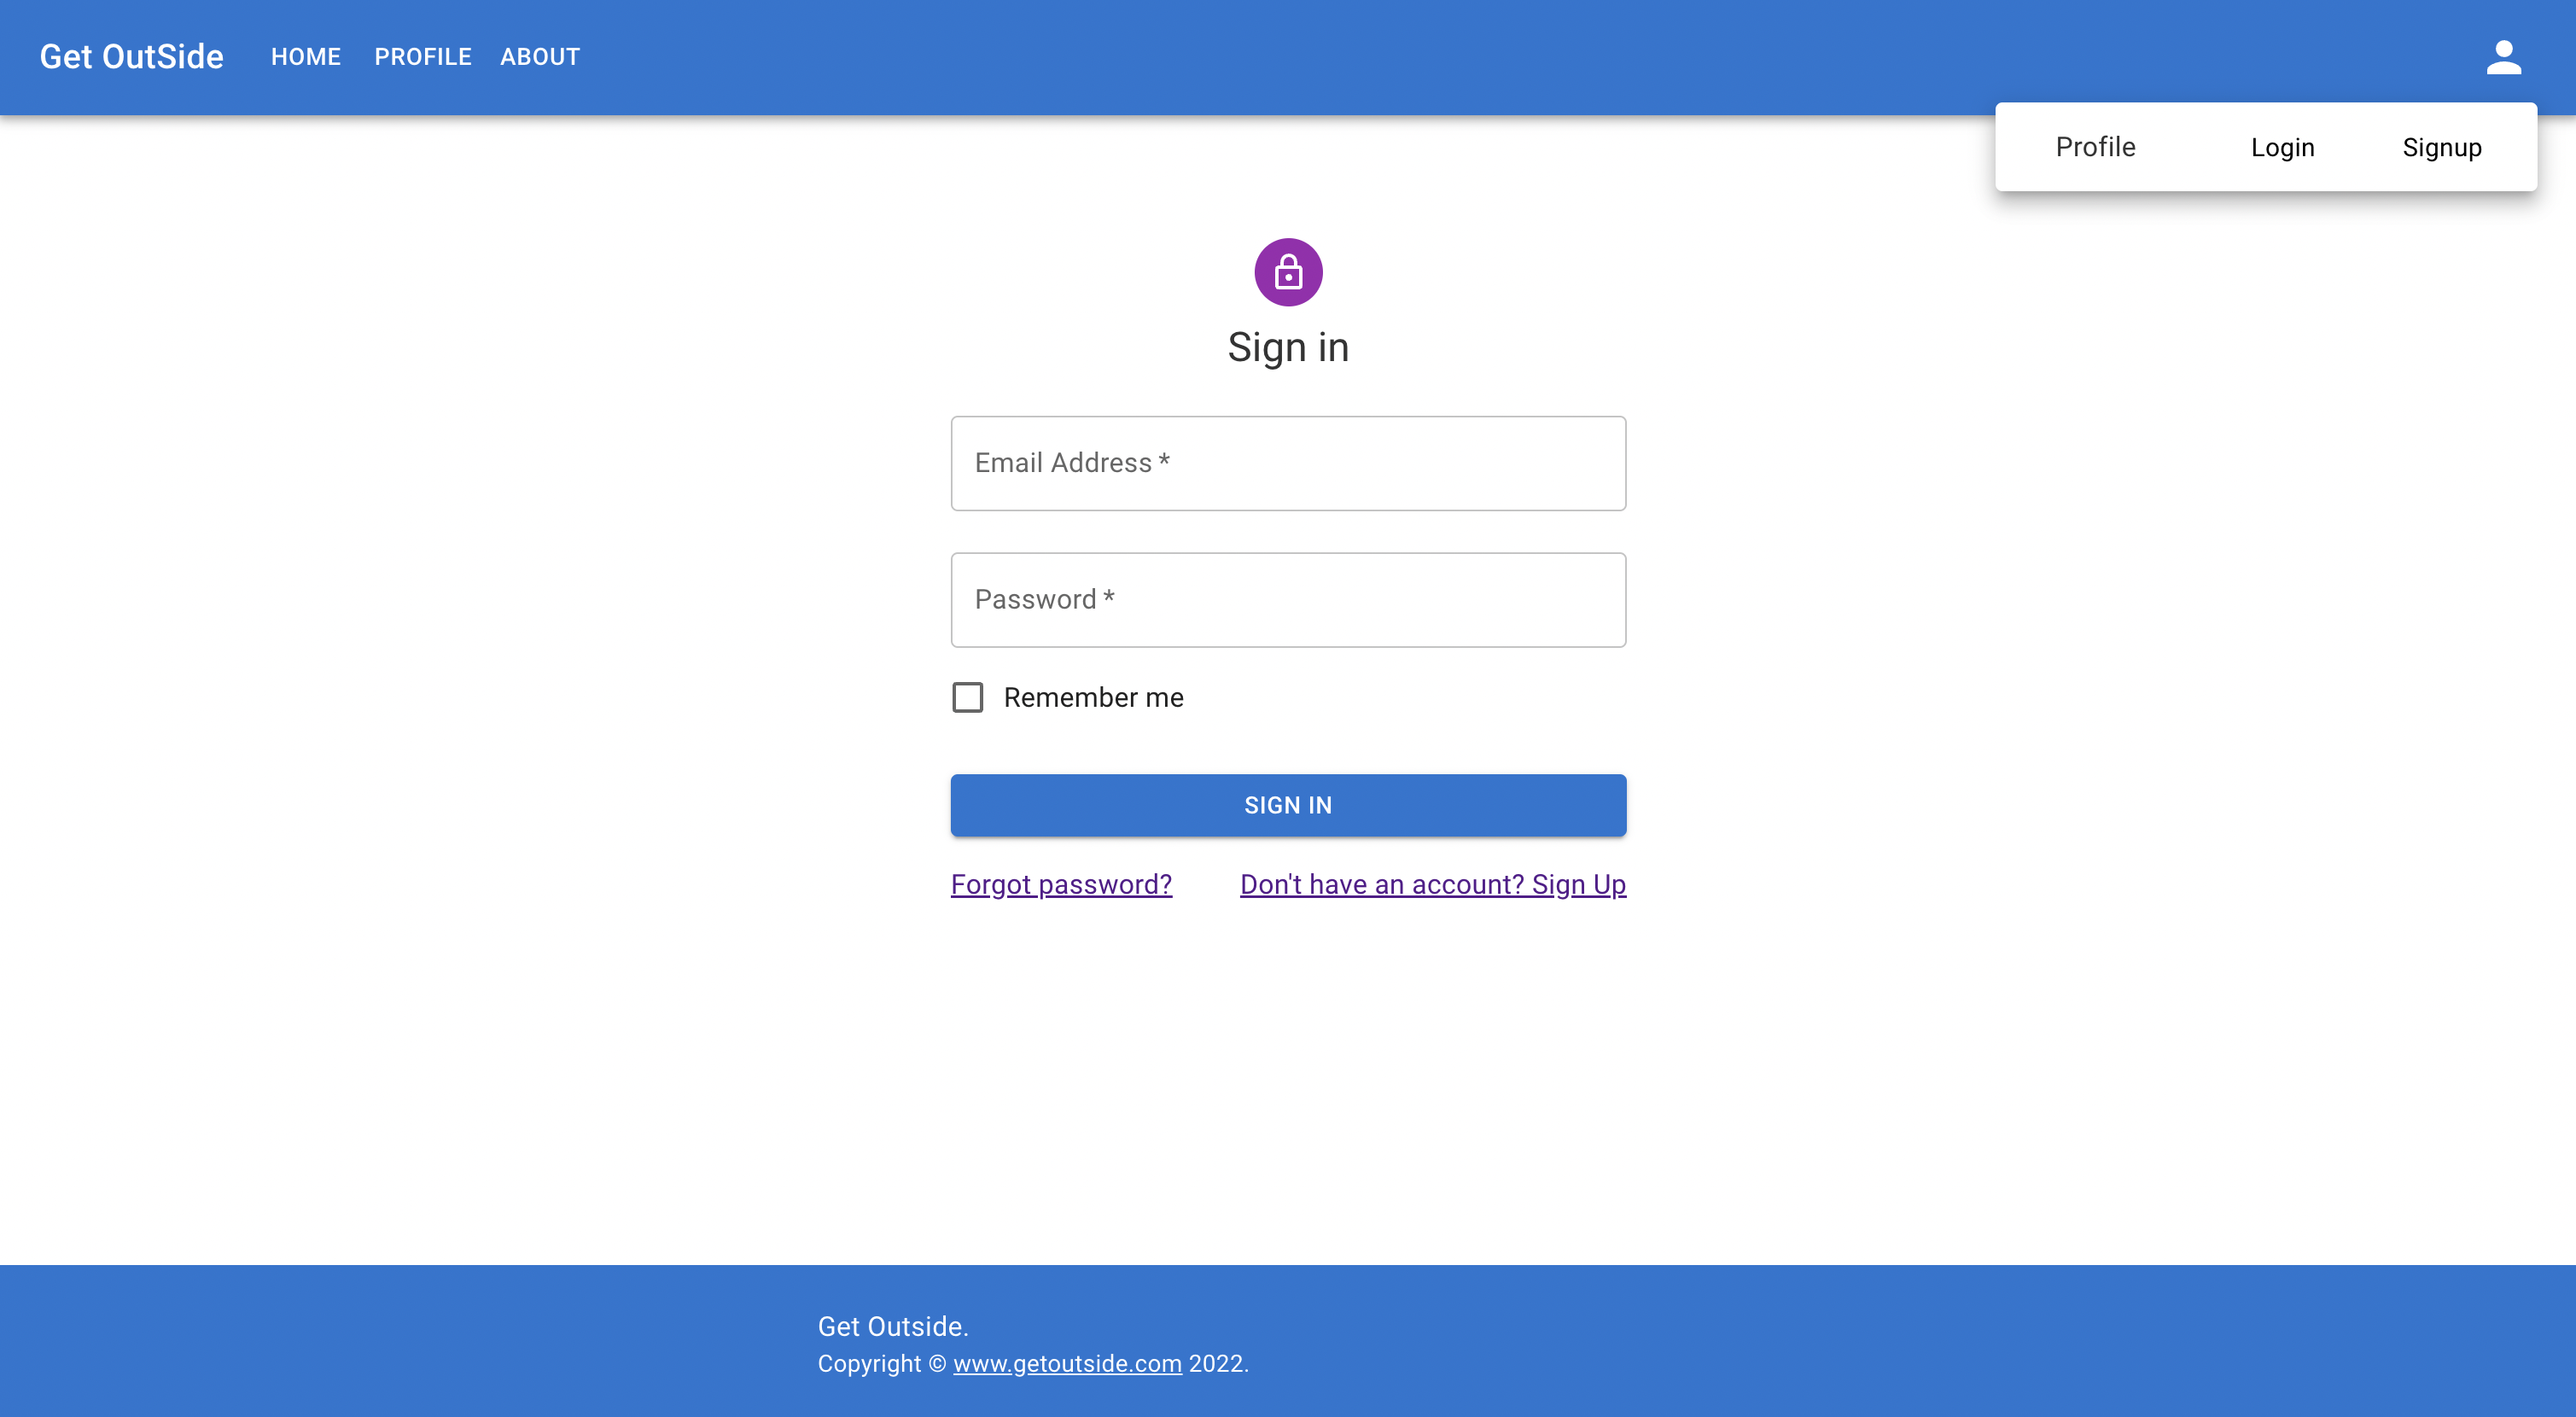 Get OutSide HOME PROFILE ABOUT
Profile Login Signup
Sign in
Email Address *
Password *
Remember me
SIGN IN
Forgot password? Don't have an account? Sign Up
Get Outside.
Copyright © www.getoutside.com 2022.